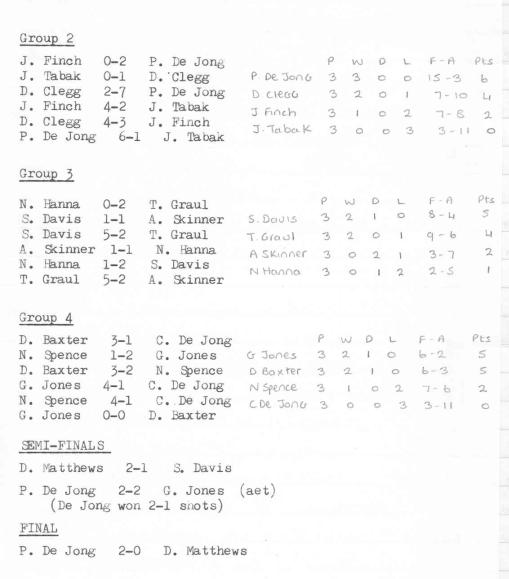 Group 2
J. Finch 0-2 P. De Jong P W D L F-A Pts
J. Tabak 0-1 D. Clegg P. De Jong 3 3 0 0 15-3 6
D. Clegg 2-7 P. De Jong D Clegg 3 2 0 1 7-10 4
J. Finch 4-2 J. Tabak J Finch 3 1 0 2 7-8 2
D. Clegg 4-3 J. Finch J. Tabak 3 0 0 3 3-11 0
P. De Jong 6-1 J. Tabak
Group 3
N. Hanna 0-2 T. Graul P W D L F-A Pts
S. Davis 1-1 A. Skinner S. Davis 3 2 1 0 8-4 5
S. Davis 5-2 T. Graul T. Graul 3 2 0 1 9-6 4
A. Skinner 1-1 N. Hanna A Skinner 3 0 2 1 3-7 2
N. Hanna 1-2 S. Davis N Hanna 3 0 1 2 2-5 1
T. Graul 5-2 A. Skinner
Group 4
D. Baxter 3-1 C. De Jong P W D L F-A Pts
N. Spence 1-2 G. Jones G Jones 3 2 1 0 6-2 5
D. Baxter 3-2 N. Spence D Baxter 3 2 1 0 6-3 5
G. Jones 4-1 C. De Jong N Spence 3 1 0 2 7-6 2
N. Spence 4-1 C. De Jong C De Jong 3 0 0 3 3-11 0
G. Jones 0-0 D. Baxter
SEMI-FINALS
D. Matthews 2-1 S. Davis
P. De Jong 2-2 G. Jones (aet)
(De Jong won 2-1 snots)
FINAL
P. De Jong 2-0 D. Matthews